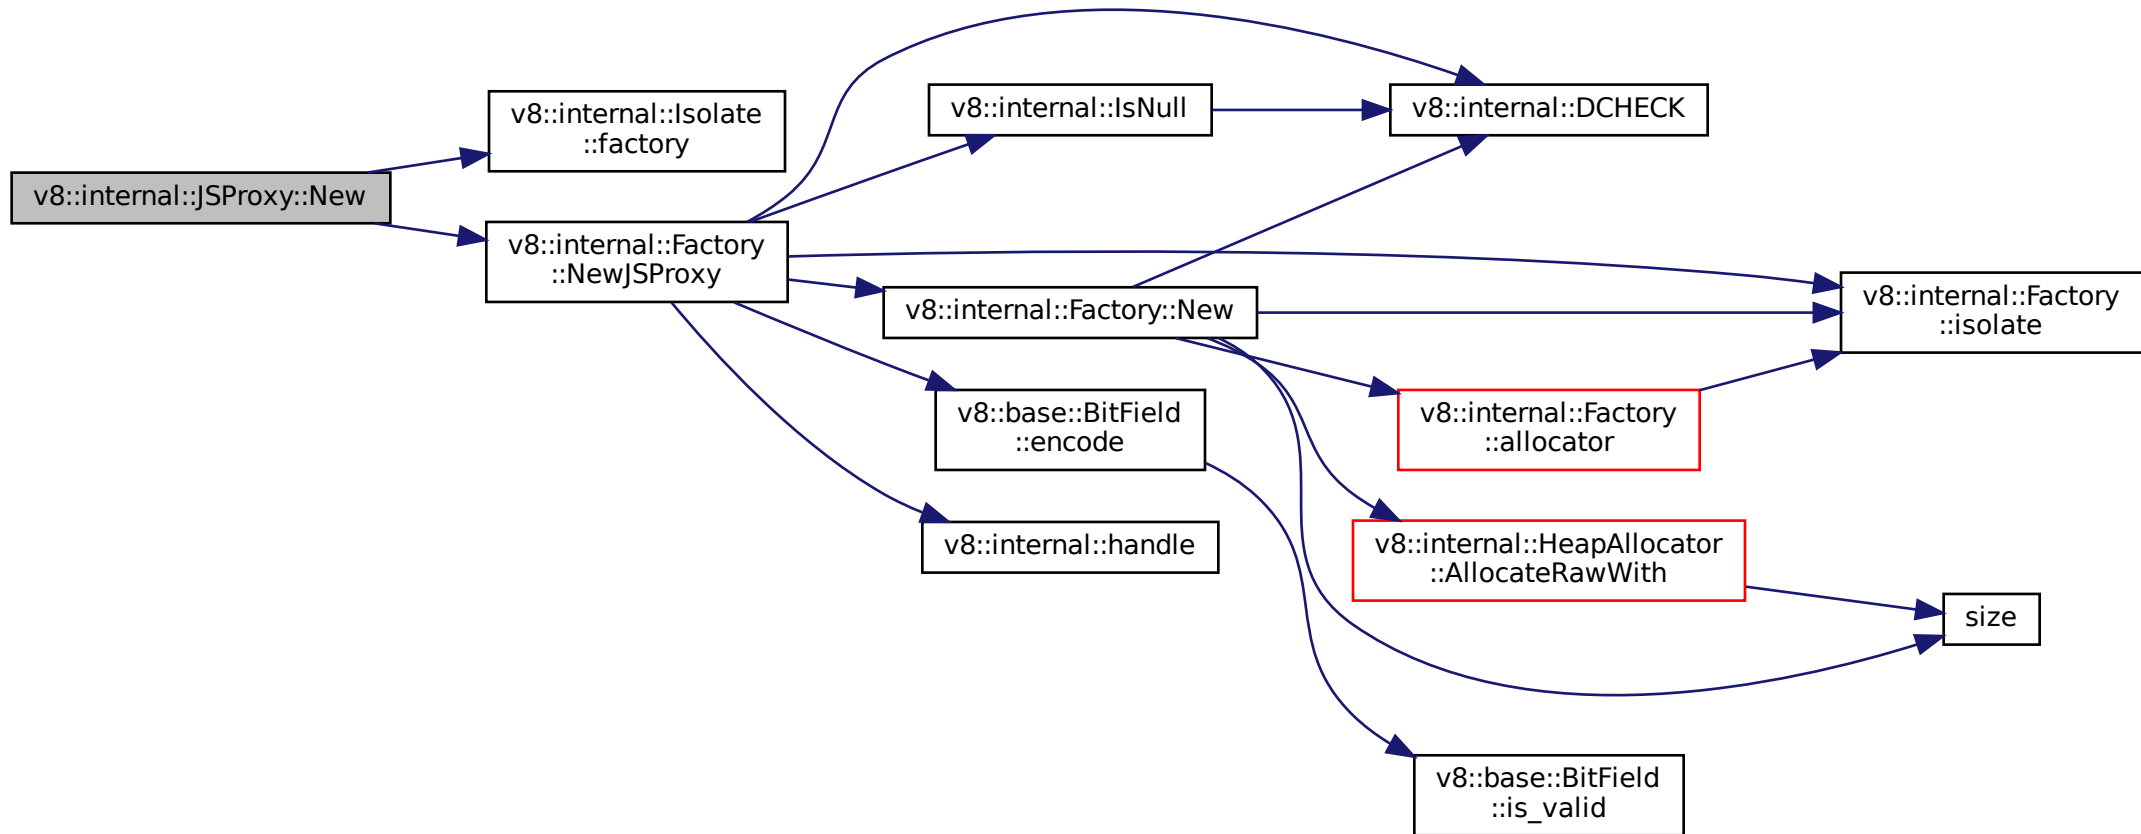 v8::internal::JSProxy::New
v8::internal::Isolate
::factory
v8::internal::Factory
::NewJSProxy
v8::internal::IsNull
v8::internal::DCHECK
v8::internal::Factory::New
v8::internal::Factory
::isolate
v8::base::BitField
::encode
v8::internal::Factory
::allocator
v8::internal::handle
v8::internal::HeapAllocator
::AllocateRawWith
size
v8::base::BitField
::is_valid